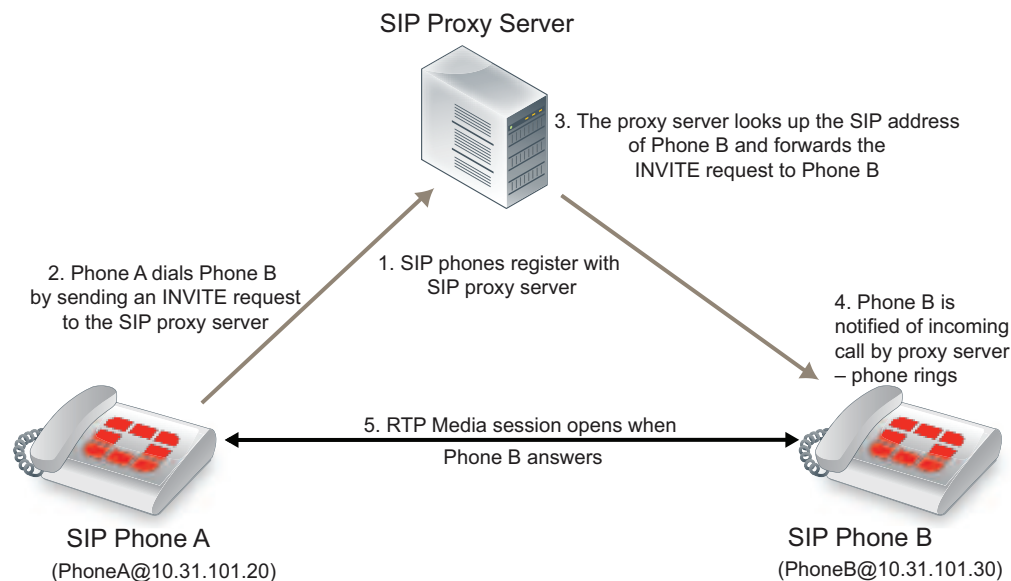 SIP Proxy Server
3. The proxy server looks up the SIP address
of Phone B and forwards the
INVITE request to Phone B
1. SIP phones register with
SIP proxy server
2. Phone A dials Phone B
by sending an INVITE request
to the SIP proxy server
4. Phone B is
notified of incoming
call by proxy server
– phone rings
5. RTP Media session opens when
Phone B answers
SIP Phone A
(PhoneA@10.31.101.20)
SIP Phone B
(PhoneB@10.31.101.30)